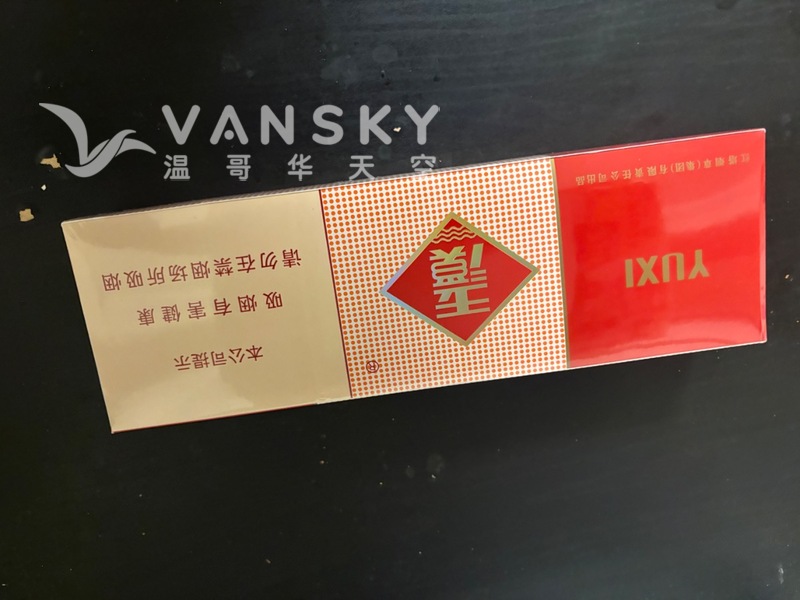 VANSKY
温哥华天空
红塔烟草(集团)有限责任公司出品
YUXI
玉溪
®
本公司提示
吸烟有害健康
请勿在禁烟场所吸烟